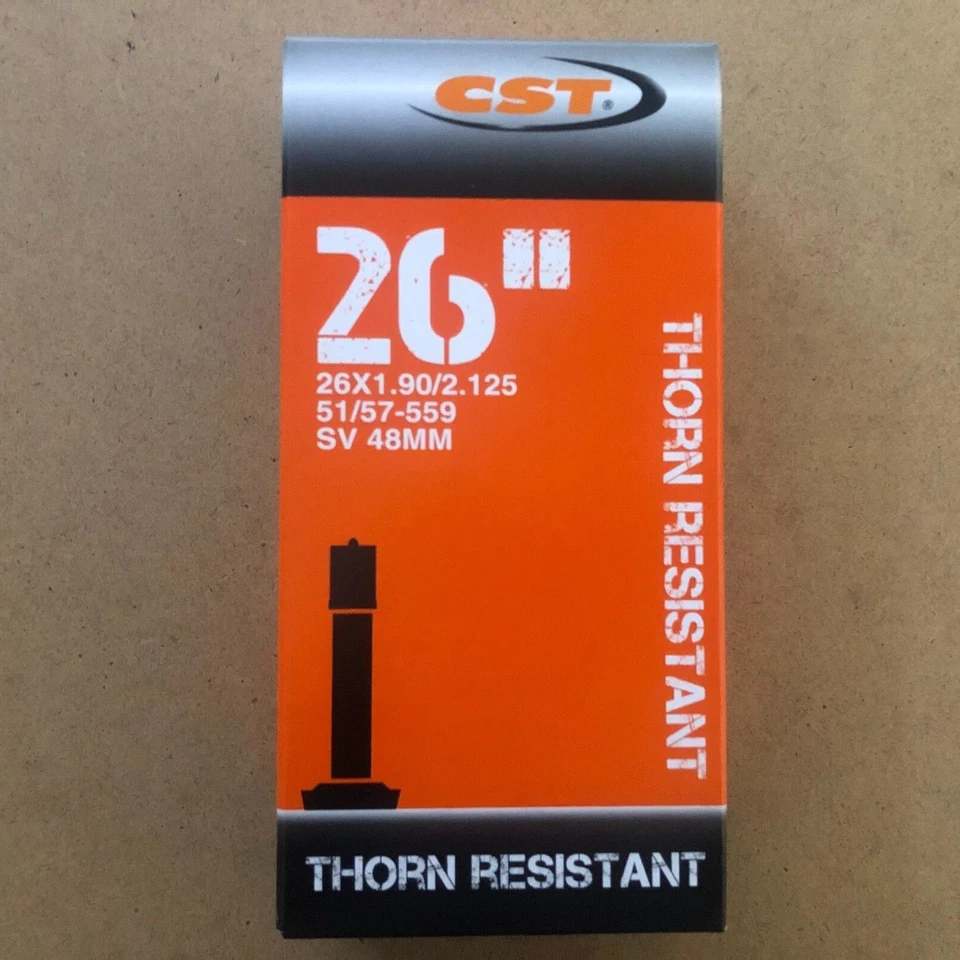 CST®
26"
26X1.90/2.125
51/57-559
SV 48MM
THORN RESISTANT
THORN RESISTANT